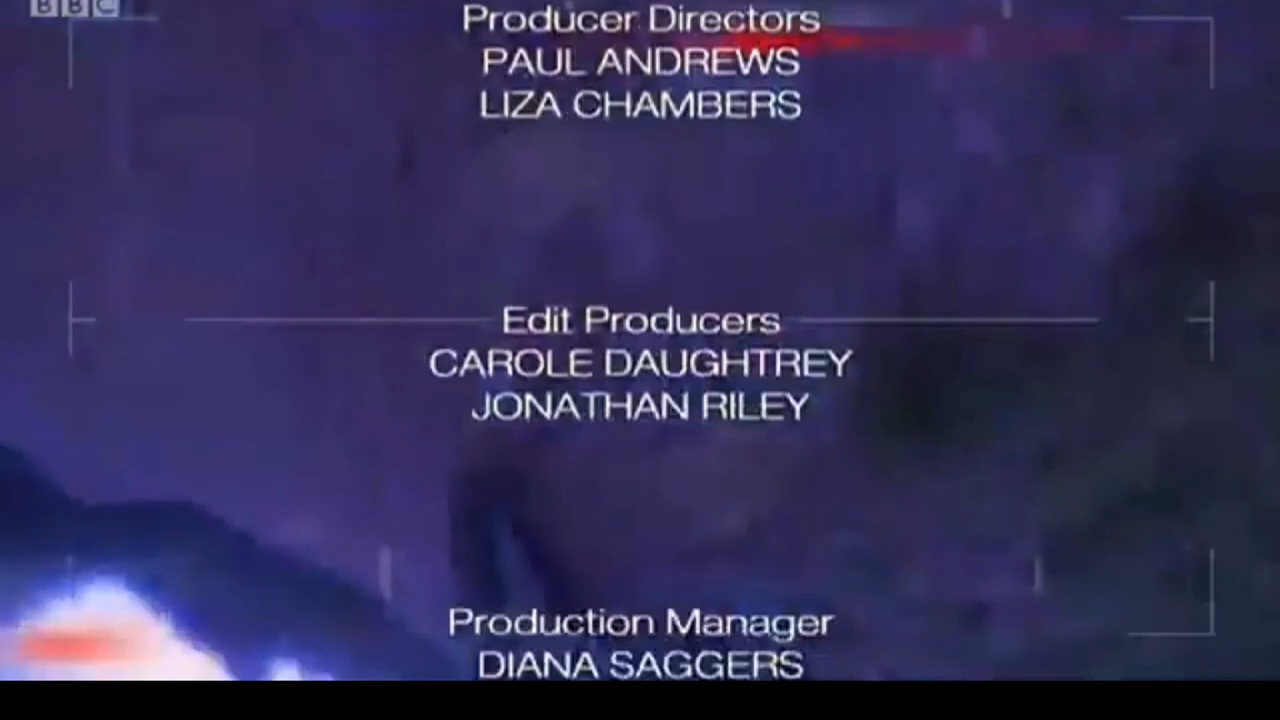 BBC
Producer Directors
PAUL ANDREWS
LIZA CHAMBERS
Edit Producers
CAROLE DAUGHTREY
JONATHAN RILEY
Production Manager
DIANA SAGGERS